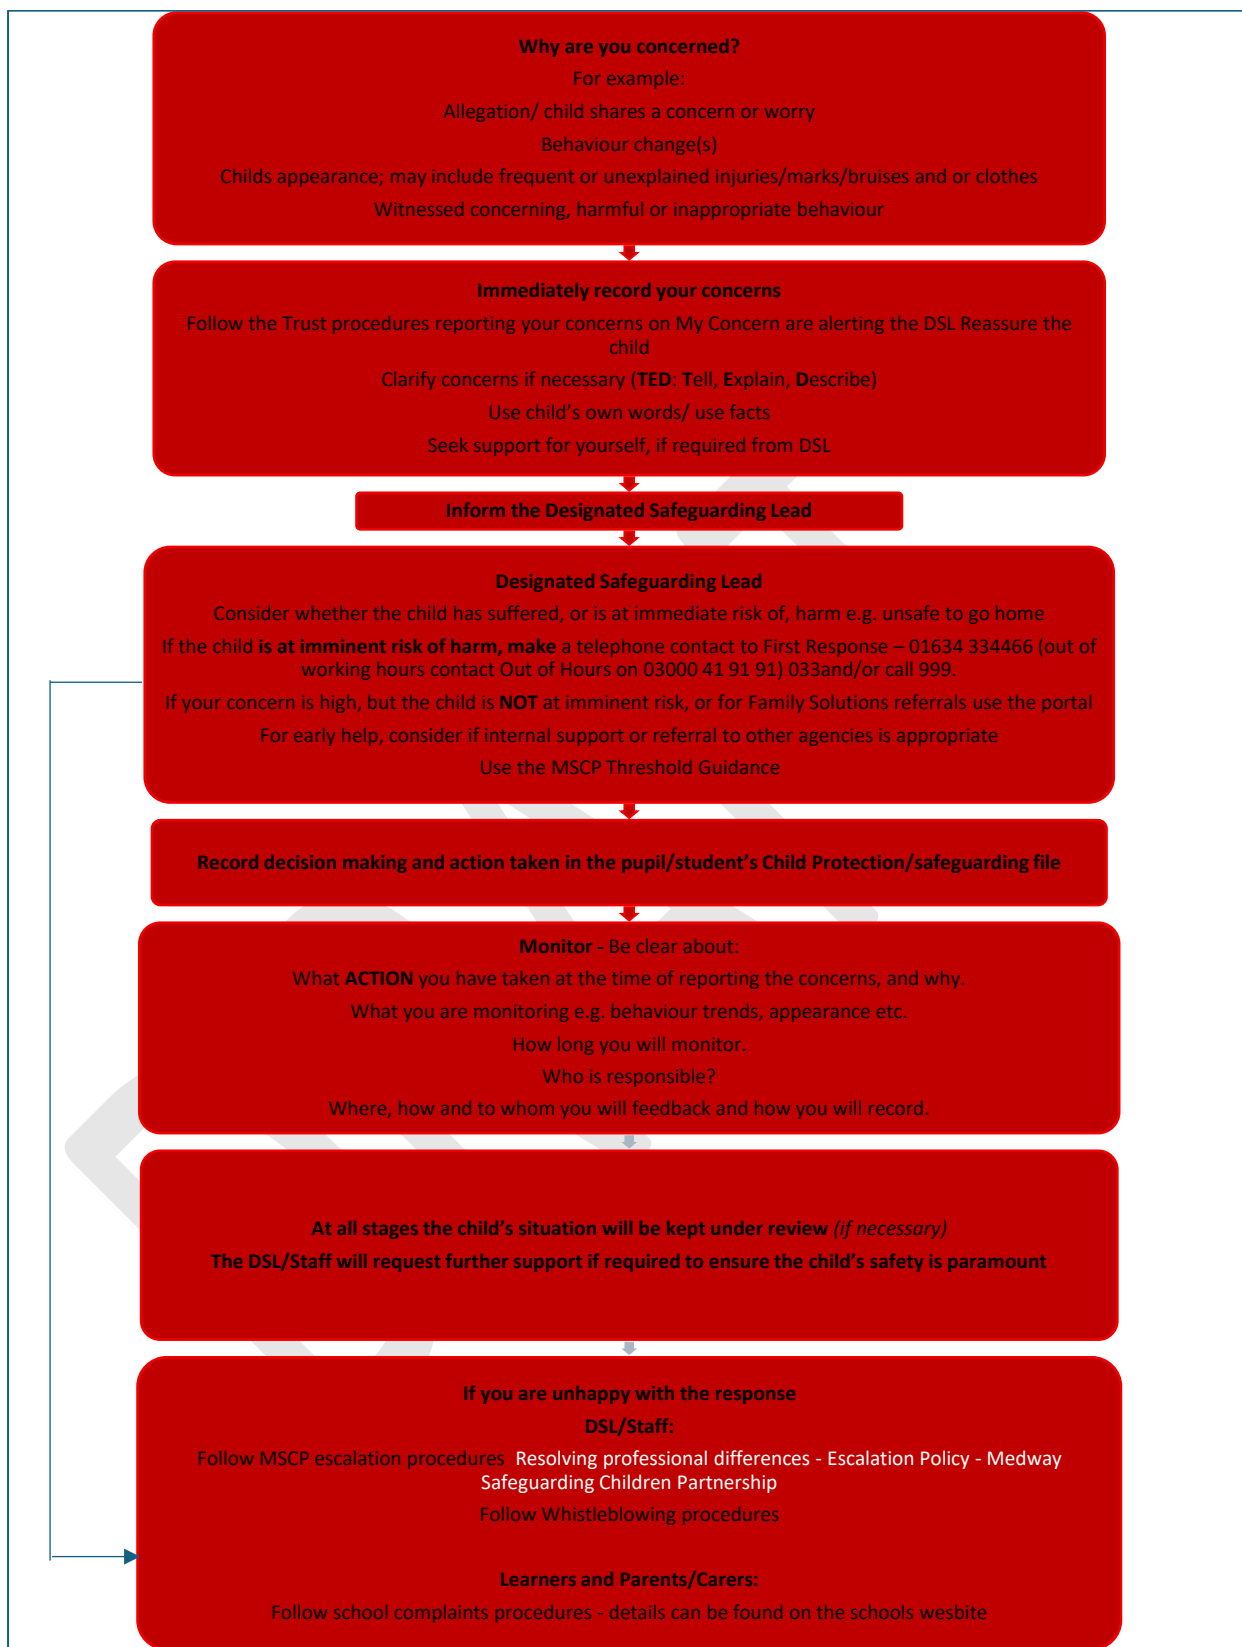 Why are you concerned?
For example:
Allegation/ child shares a concern or worry
Behaviour change(s)
Childs appearance; may include frequent or unexplained injuries/marks/bruises and or clothes
Witnessed concerning, harmful or inappropriate behaviour
Immediately record your concerns
Follow the Trust procedures reporting your concerns on My Concern are alerting the DSL Reassure the
child
Clarify concerns if necessary (TED: Tell, Explain, Describe)
Use child's own words/ use facts
Seek support for yourself, if required from DSL
Inform the Designated Safeguarding Lead
Designated Safeguarding Lead
Consider whether the child has suffered, or is at immediate risk of, harm e.g. unsafe to go home
If the child is at imminent risk of harm, make a telephone contact to First Response – 01634 334466 (out of
working hours contact Out of Hours on 03000 41 91 91) 033and/or call 999.
If your concern is high, but the child is NOT at imminent risk, or for Family Solutions referrals use the portal
For early help, consider if internal support or referral to other agencies is appropriate
Use the MSCP Threshold Guidance
Record decision making and action taken in the pupil/student's Child Protection/safeguarding file
Monitor - Be clear about:
What ACTION you have taken at the time of reporting the concerns, and why.
What you are monitoring e.g. behaviour trends, appearance etc.
How long you will monitor.
Who is responsible?
Where, how and to whom you will feedback and how you will record.
At all stages the child's situation will be kept under review (if necessary)
The DSL/Staff will request further support if required to ensure the child's safety is paramount
If you are unhappy with the response
DSL/Staff:
Follow MSCP escalation procedures Resolving professional differences - Escalation Policy - Medway
Safeguarding Children Partnership
Follow Whistleblowing procedures
Learners and Parents/Carers:
Follow school complaints procedures - details can be found on the schools wesbite